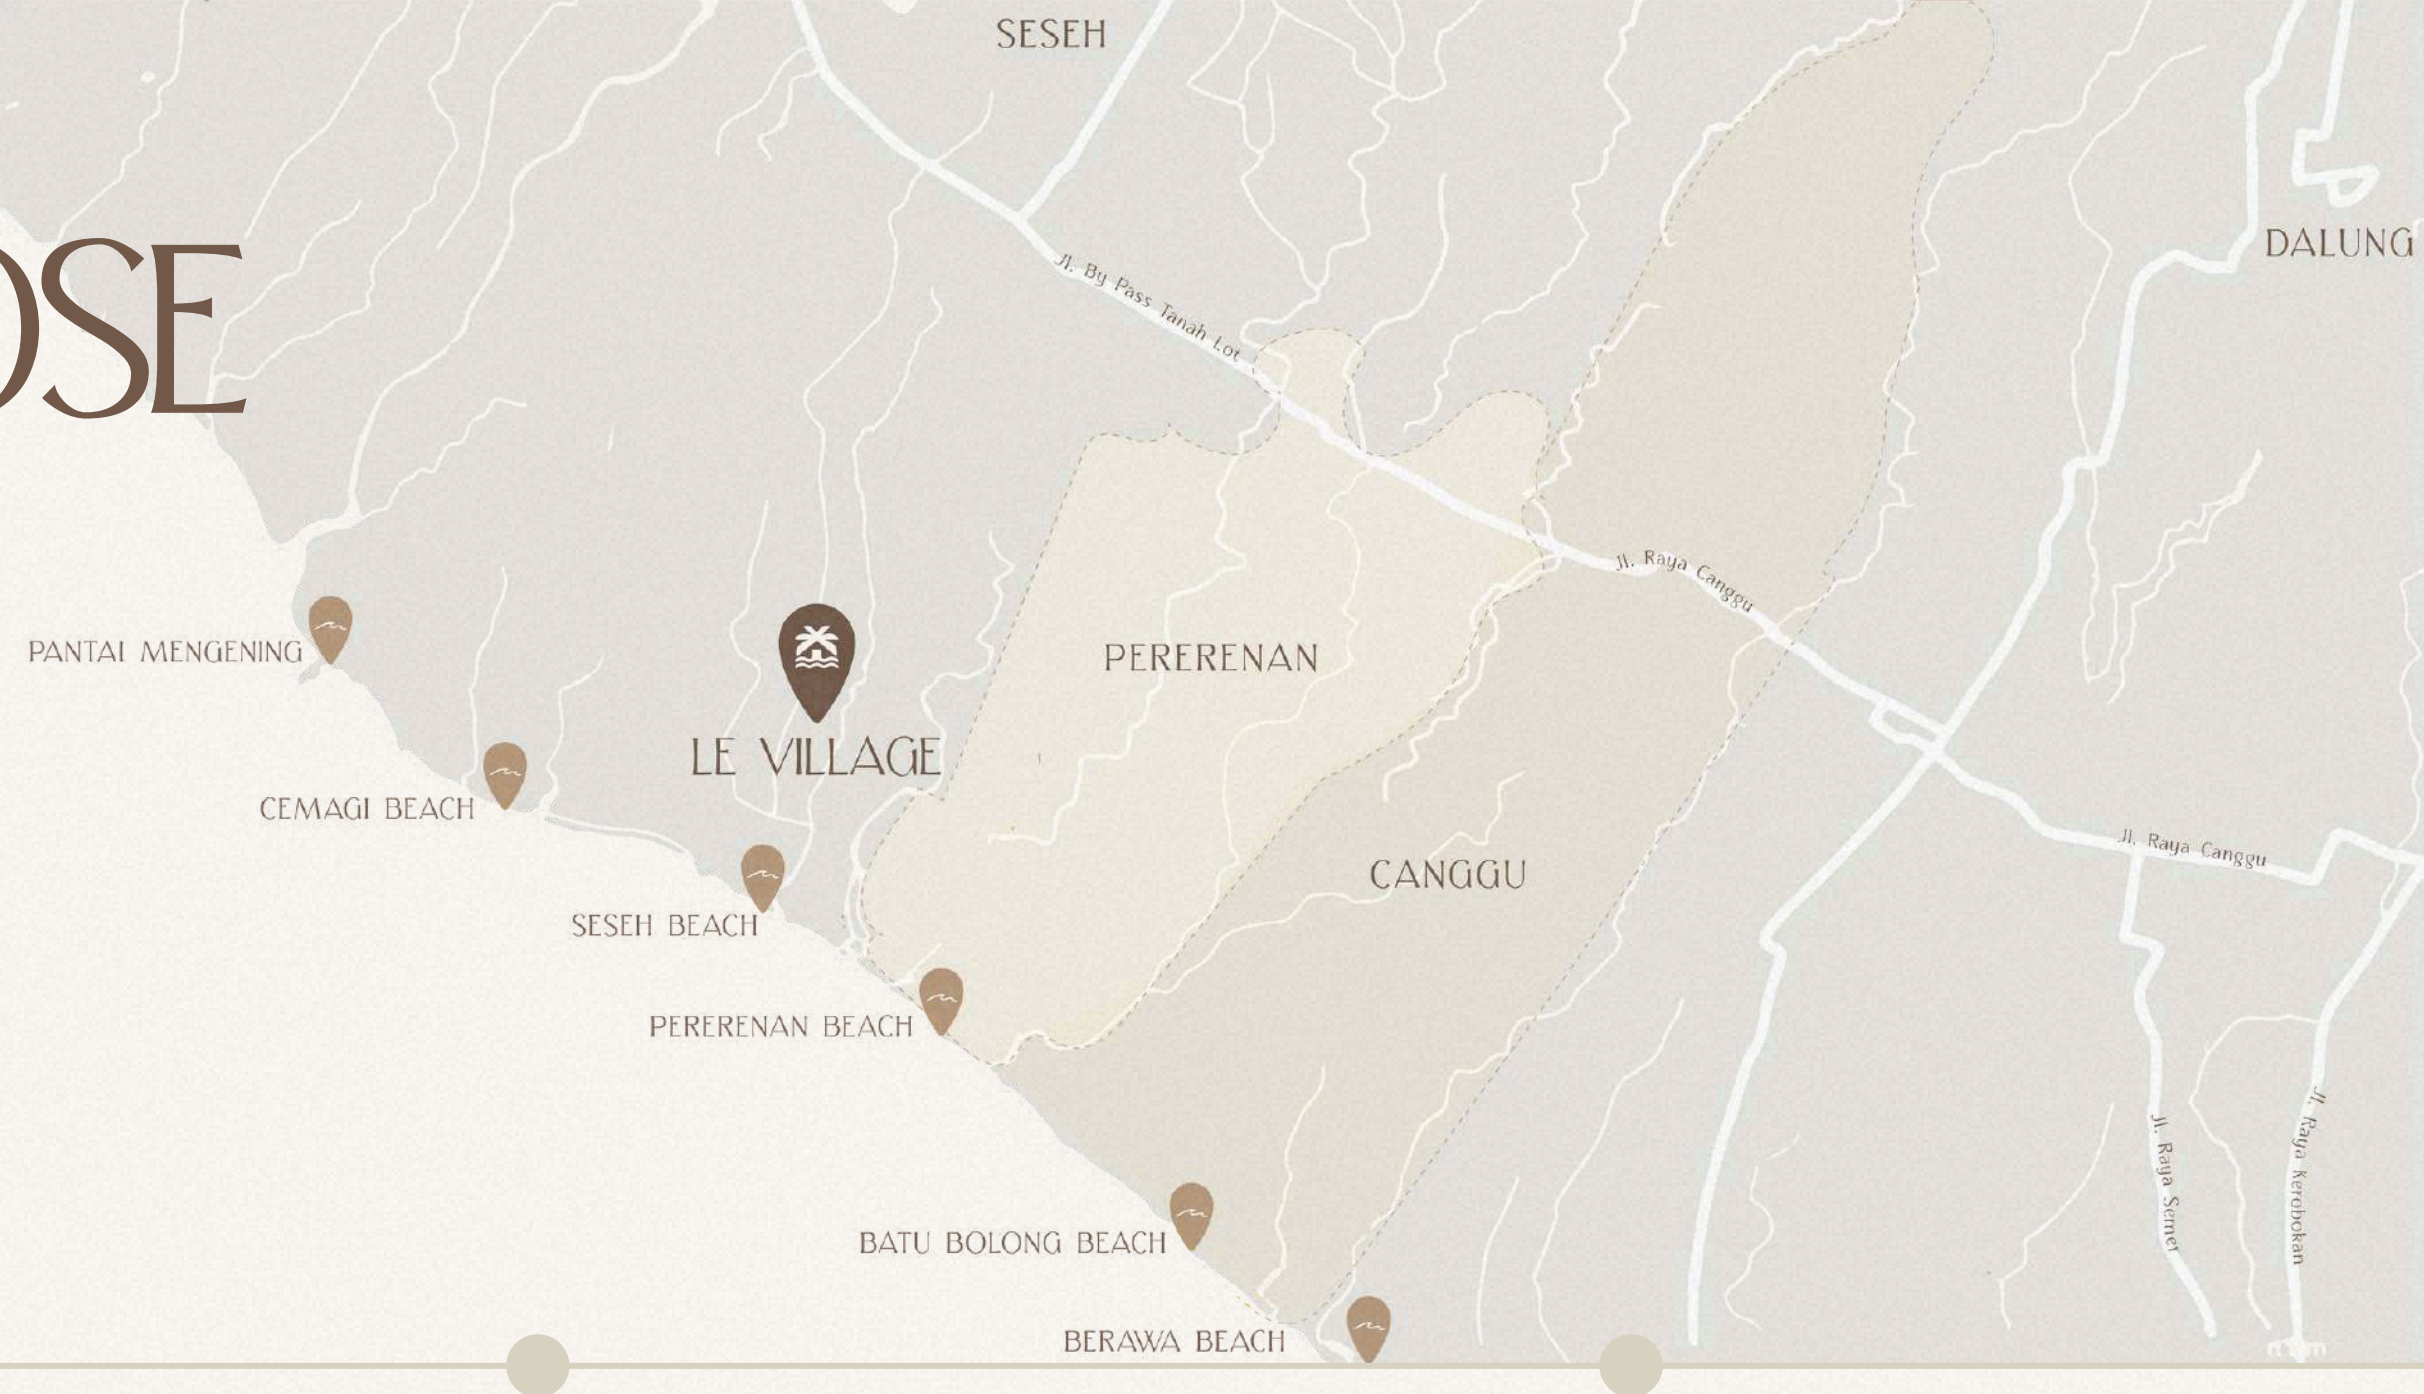 SESEH
DALUNG
OSE
Jl. By Pass Tanah Lot
Jl. Raya Canggu
PANTAI MENGENING
PERERENAN
LE VILLAGE
CEMAGI BEACH
Jl. Raya Canggu
CANGGU
SESEH BEACH
PERERENAN BEACH
Jl. Raya Semer
Jl. Raya Kerobokan
BATU BOLONG BEACH
BERAWA BEACH